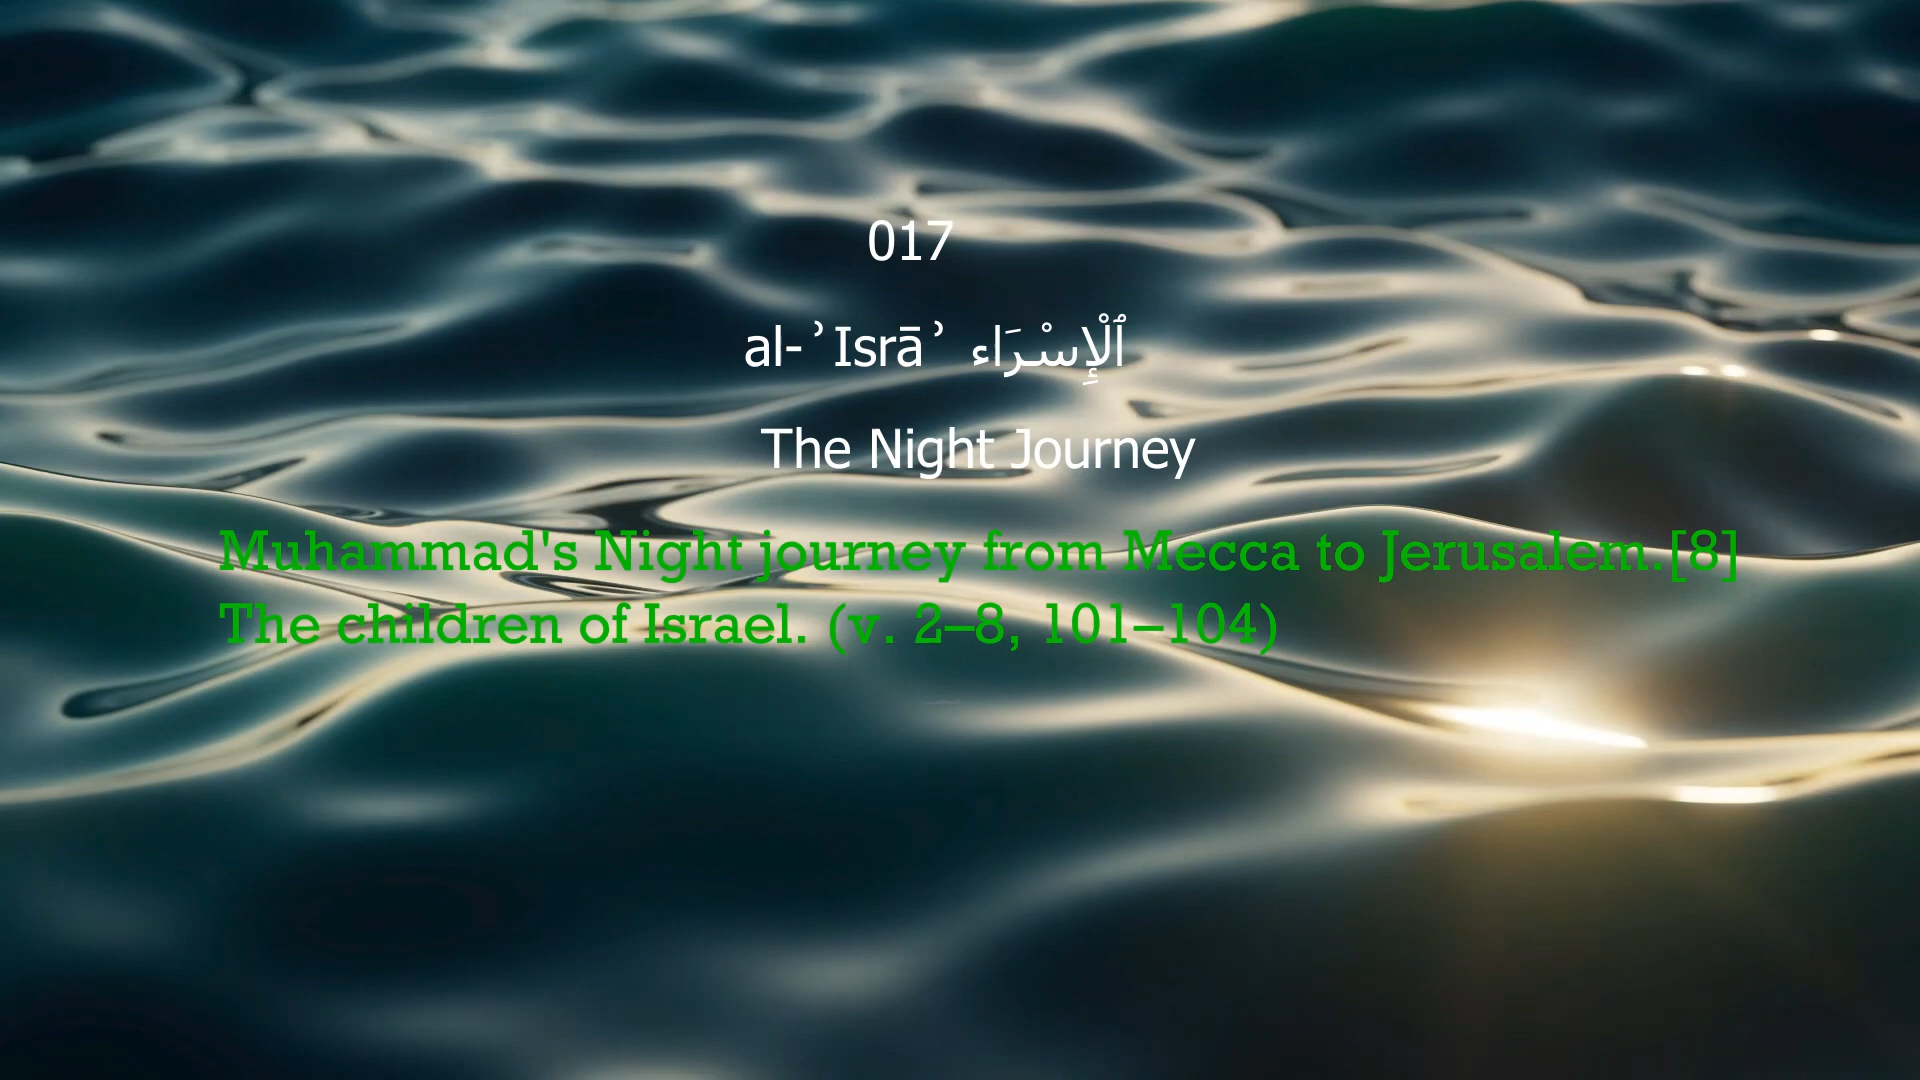 017
al-ʾIsrāʾ ٱلْإِسْرَاء
The Night Journey
Muhammad's Night journey from Mecca to Jerusalem.[8]
The children of Israel. (v. 2–8, 101–104)